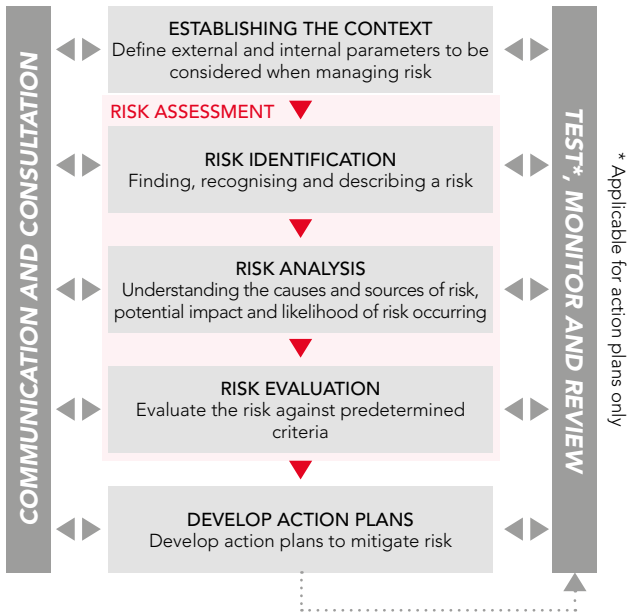 ESTABLISHING THE CONTEXT
Define external and internal parameters to be
considered when managing risk
RISK ASSESSMENT
RISK IDENTIFICATION
Finding, recognising and describing a risk
RISK ANALYSIS
Understanding the causes and sources of risk,
potential impact and likelihood of risk occurring
RISK EVALUATION
Evaluate the risk against predetermined
criteria
DEVELOP ACTION PLANS
Develop action plans to mitigate risk
COMMUNICATION AND CONSULTATION
TEST*, MONITOR AND REVIEW
* Applicable for action plans only